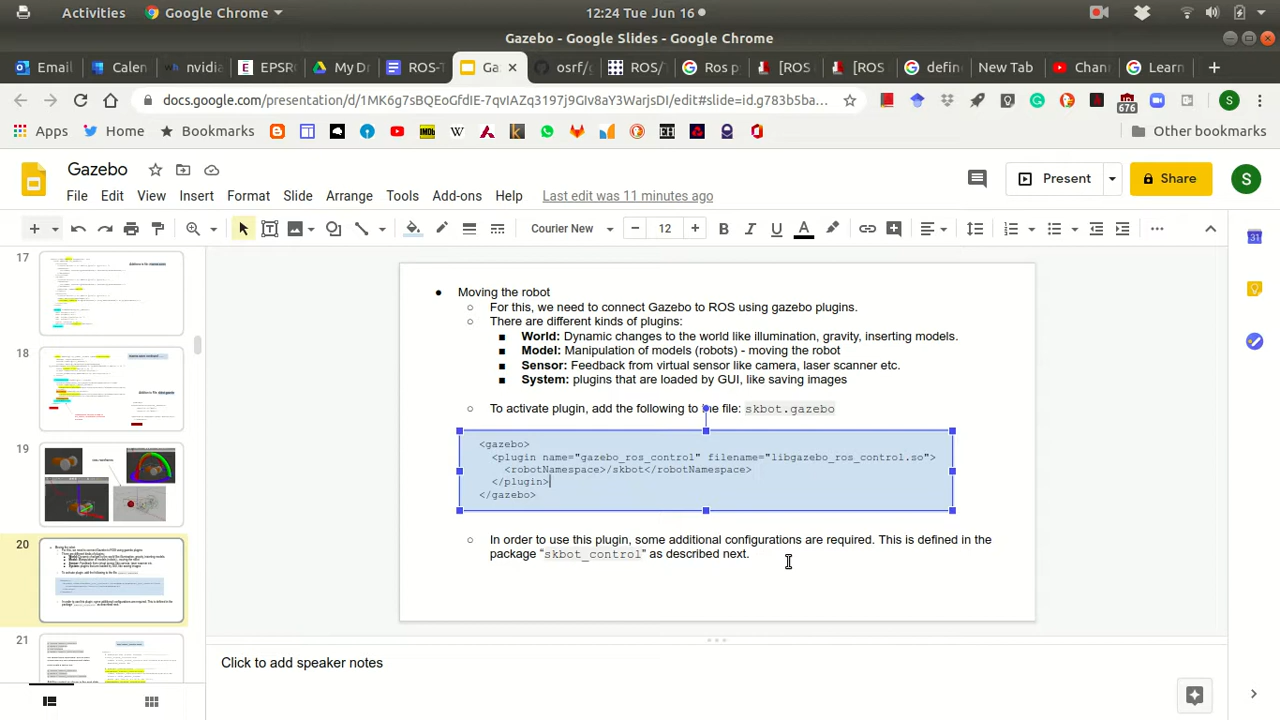 Activities
Google Chrome
12:24 Tue Jun 16
Gazebo - Google Slides - Google Chrome
Email
Calen
nvidia
EPSR
My Dr
ROS-T
Ga
osrf/g
ROS/T
Ros p
[ROS
[ROS
define
New Tab
Chann
Learn
docs.google.com/presentation/d/1MK6g7sBQEoGfdIE-7qvIAZq3197j9GIv8aY3WarjsDI/edit#slide=id.g783b5ba...
676
S
Apps
Home
Bookmarks
Other bookmarks
Gazebo
Present
Share
S
File
Edit
View
Insert
Format
Slide
Arrange
Tools
Add-ons
Help
Last edit was 11 minutes ago
Courier New
12
17
18
19
20
21
Moving the robot
For this, we need to connect Gazebo to ROS using gazebo plugins.
There are different kinds of plugins:
World: Dynamic changes to the world like illumination, gravity, inserting models.
Model: Manipulation of models (robots) - moving the robot
Sensor: Feedback from virtual sensor like camera, laser scanner etc.
System: plugins that are loaded by GUI, like saving images
To activate plugin, add the following to the file: skbot.gazebo
<gazebo>
<plugin name="gazebo_ros_control" filename="libgazebo_ros_control.so">
<robotNamespace>/skbot</robotNamespace>
</plugin>
</gazebo>
In order to use this plugin, some additional configurations are required. This is defined in the
package "skbot_control" as described next.
Click to add speaker notes